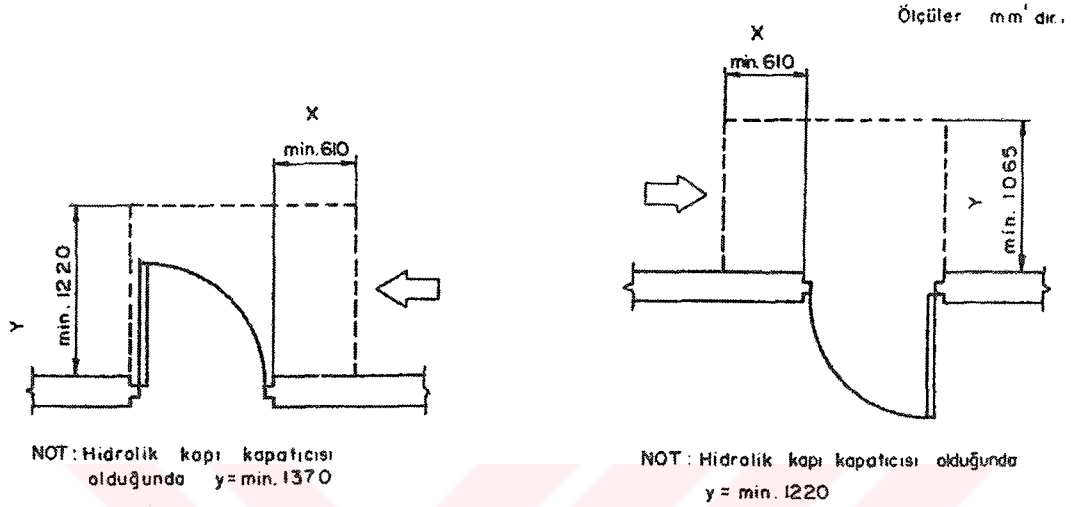 Ölçüler mm' dır.
X
min.610
Y
min. 1220
NOT : Hidrolik kapı kapatıcısı
olduğunda y = min. 1370
X
min. 610
Y
min. 1065
NOT : Hidrolik kapı kapatıcısı olduğunda
y = min. 1220